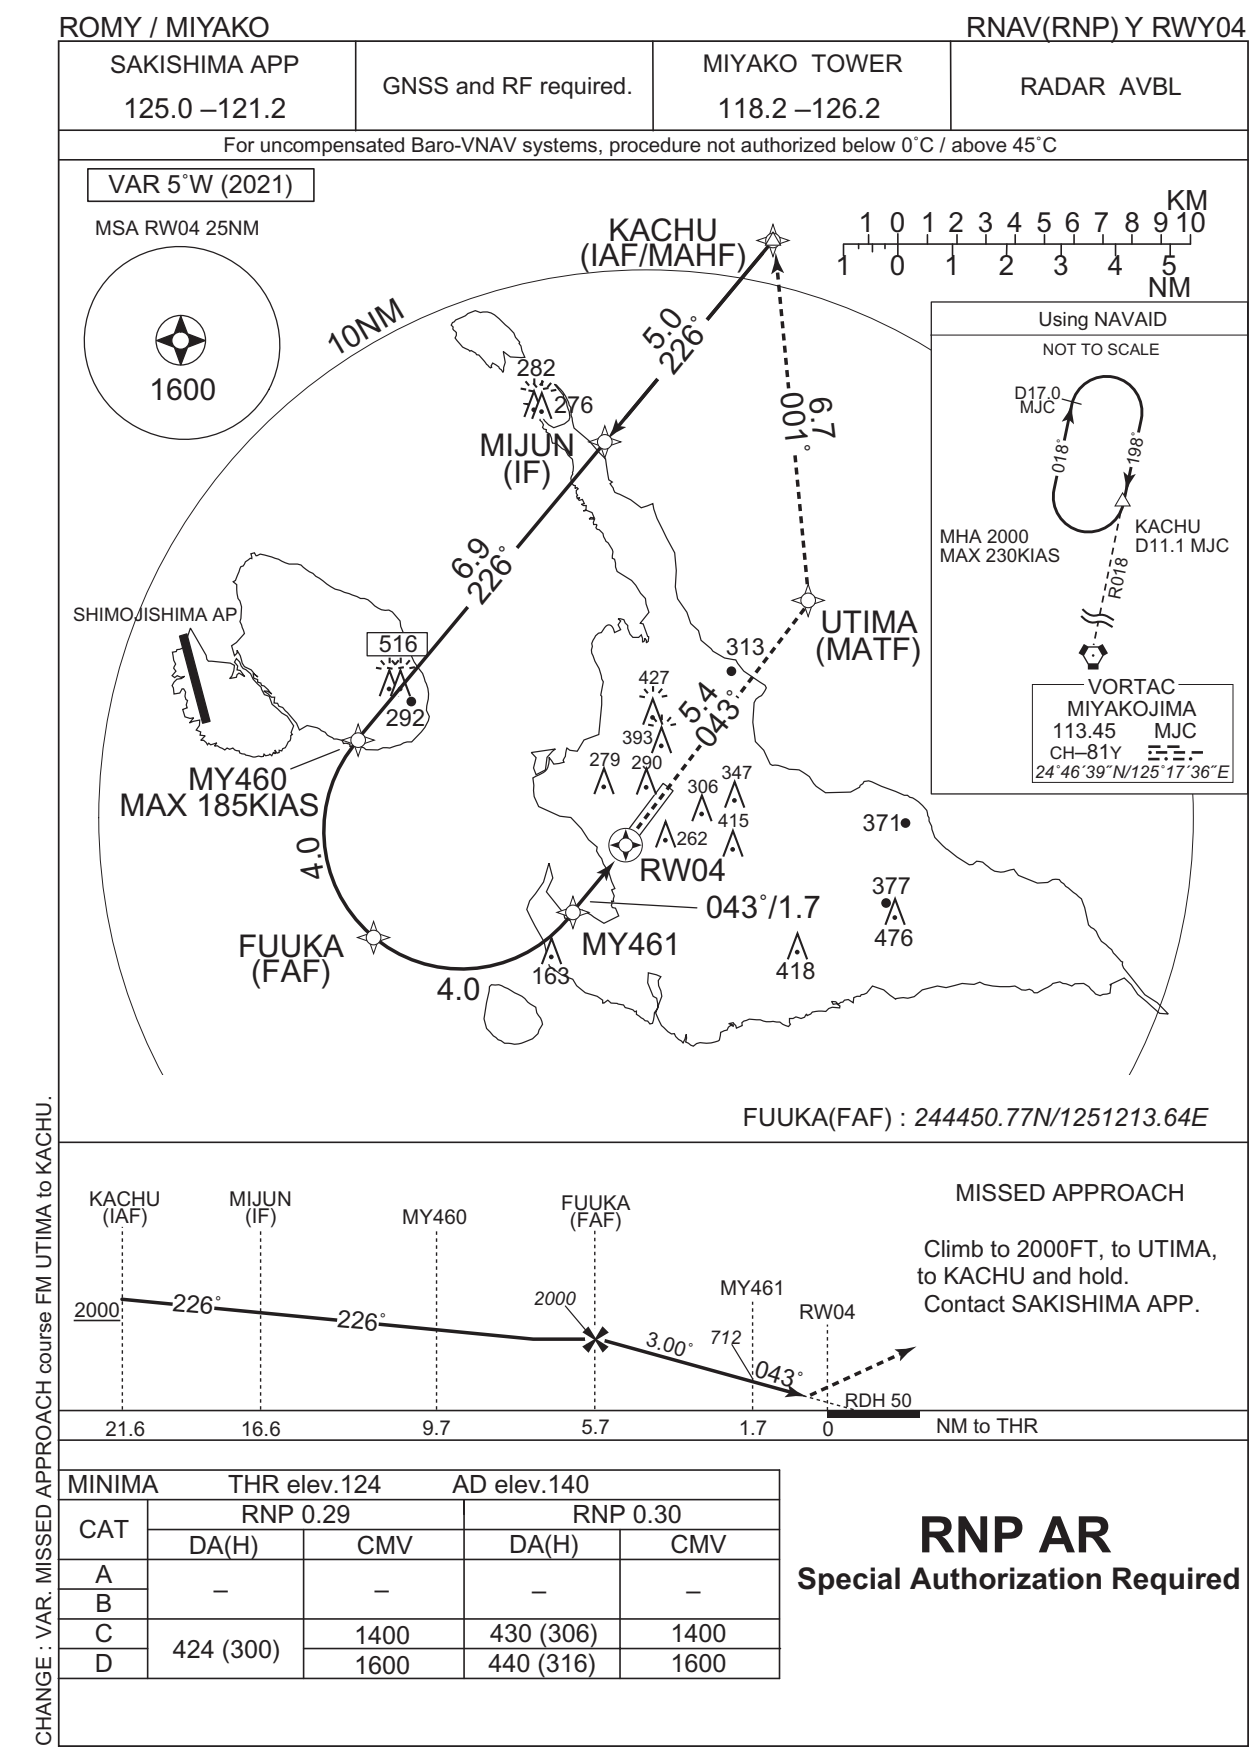 ROMY / MIYAKO
RNAV(RNP) Y RWY04
SAKISHIMA APP
125.0 –121.2
GNSS and RF required.
MIYAKO TOWER
118.2 –126.2
RADAR AVBL
For uncompensated Baro-VNAV systems, procedure not authorized below 0˚C / above 45˚C
VAR 5˚W (2021)
MSA RW04 25NM
1600
KACHU
(IAF/MAHF)
KM
1 0 1 2 3 4 5 6 7 8 9 10
1 0 1 2 3 4 5
NM
10NM
5.0
226˚
282
276
MIJUN
(IF)
6.7
001˚
Using NAVAID
NOT TO SCALE
D17.0
MJC
018˚
198˚
MHA 2000
MAX 230KIAS
KACHU
D11.1 MJC
R018
VORTAC
MIYAKOJIMA
113.45 MJC
CH–81Y
24˚46´39˝N/125˚17´36˝E
6.9
226˚
SHIMOJISHIMA AP
516
292
UTIMA
(MATF)
313
427
393
5.4
043˚
279
290
306
347
415
262
371
MY460
MAX 185KIAS
4.0
RW04
043˚/1.7
377
476
418
FUUKA
(FAF)
MY461
163
4.0
FUUKA(FAF) : 244450.77N/1251213.64E
KACHU
(IAF)
MIJUN
(IF)
MY460
FUUKA
(FAF)
MY461
RW04
2000
226˚
226˚
2000
3.00˚
712
043˚
RDH 50
21.6
16.6
9.7
5.7
1.7
0
NM to THR
MISSED APPROACH
Climb to 2000FT, to UTIMA,
to KACHU and hold.
Contact SAKISHIMA APP.
MINIMA THR elev.124 AD elev.140
CAT
RNP 0.29
RNP 0.30
DA(H) CMV DA(H) CMV
A
B
– – – –
C
D
424 (300)
1400 430 (306) 1400
1600 440 (316) 1600
RNP AR
Special Authorization Required
CHANGE : VAR. MISSED APPROACH course FM UTIMA to KACHU.